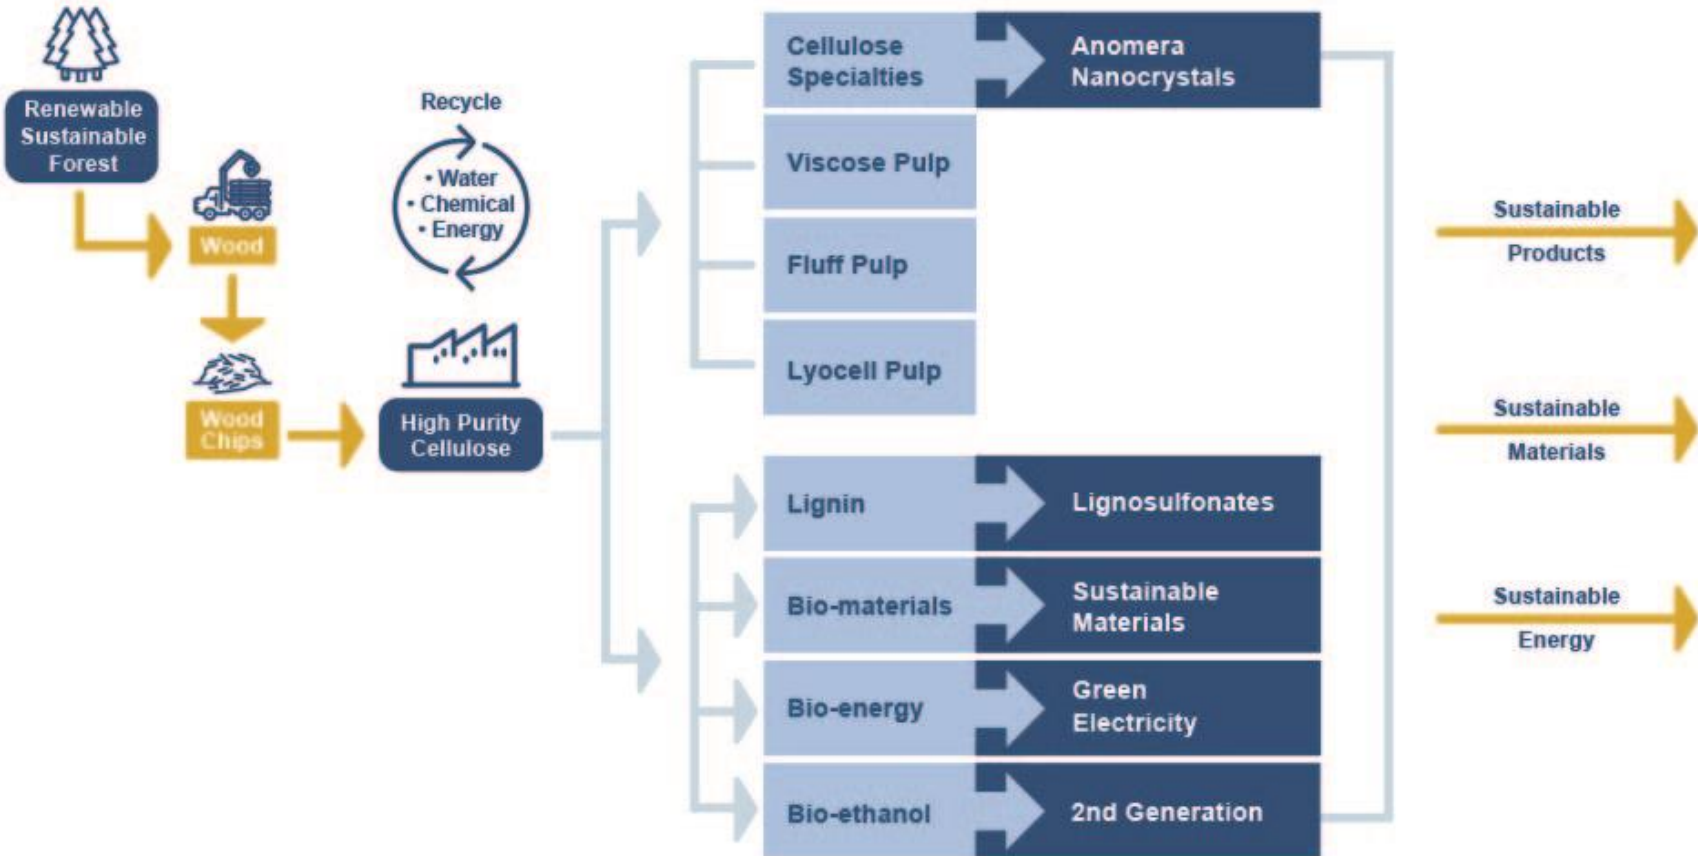 Renewable
Sustainable
Forest
Wood
Wood
Chips
Recycle
• Water
• Chemical
• Energy
High Purity
Cellulose
Cellulose
Specialties
Anomera
Nanocrystals
Viscose Pulp
Fluff Pulp
Lyocell Pulp
Lignin
Lignosulfonates
Bio-materials
Sustainable
Materials
Bio-energy
Green
Electricity
Bio-ethanol
2nd Generation
Sustainable
Products
Sustainable
Materials
Sustainable
Energy